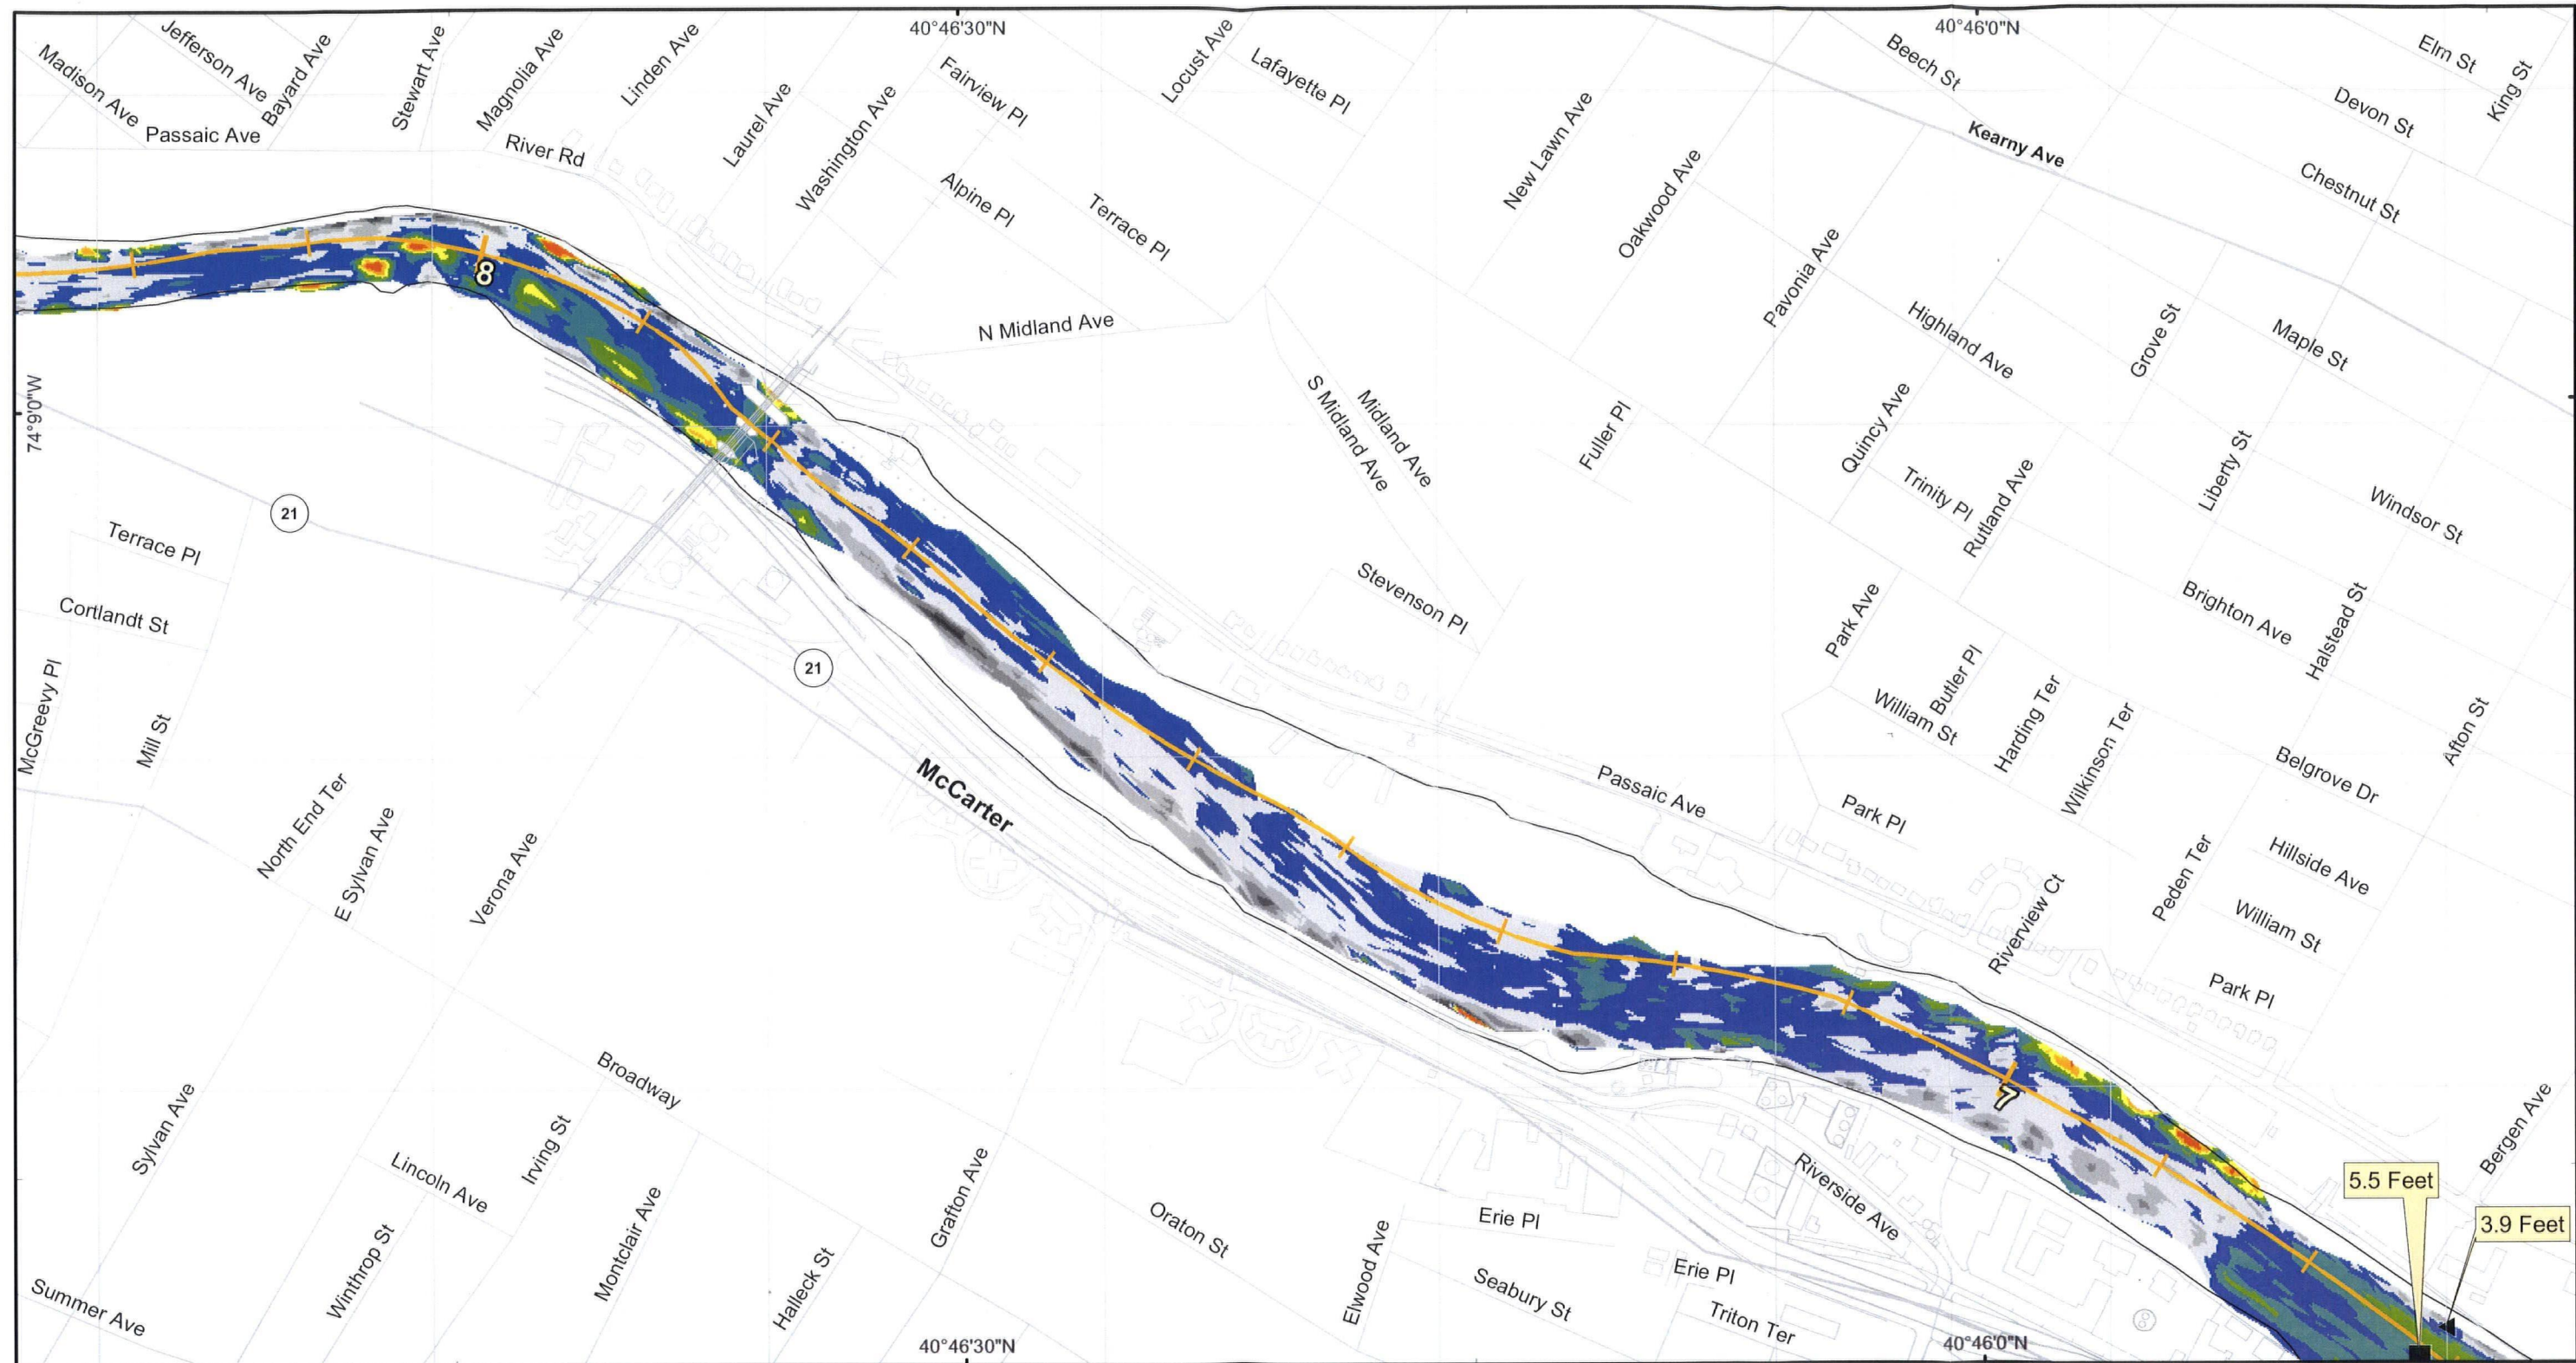 40°46'30"N
40°46'0"N
Madison Ave
Jefferson Ave
Bayard Ave
Stewart Ave
Magnolia Ave
Linden Ave
Laurel Ave
Washington Ave
Fairview Pl
Locust Ave
Lafayette Pl
New Lawn Ave
Oakwood Ave
Beech St
Kearny Ave
Elm St
King St
Devon St
Chestnut St
Passaic Ave
River Rd
Alpine Pl
Terrace Pl
Pavonia Ave
8
N Midland Ave
Highland Ave
Grove St
Maple St
74°9'0"W
S Midland Ave
Midland Ave
Fuller Pl
Quincy Ave
Trinity Pl
Rutland Ave
Liberty St
Windsor St
21
Terrace Pl
Cortlandt St
Stevenson Pl
Park Ave
Brighton Ave
Halstead St
21
McGreevy Pl
Mill St
William St
Butler Pl
Harding Ter
Wilkinson Ter
Afton St
Belgrove Dr
McCarter
Passaic Ave
Park Pl
North End Ter
E Sylvan Ave
Verona Ave
Peden Ter
Hillside Ave
William St
Riverview Ct
Park Pl
7
Broadway
Sylvan Ave
Irving St
Lincoln Ave
Riverside Ave
Bergen Ave
5.5 Feet
3.9 Feet
Grafton Ave
Oraton St
Erie Pl
Erie Pl
Elwood Ave
Seabury St
Triton Ter
Summer Ave
Winthrop St
Montclair Ave
Halleck St
40°46'30"N
40°46'0"N